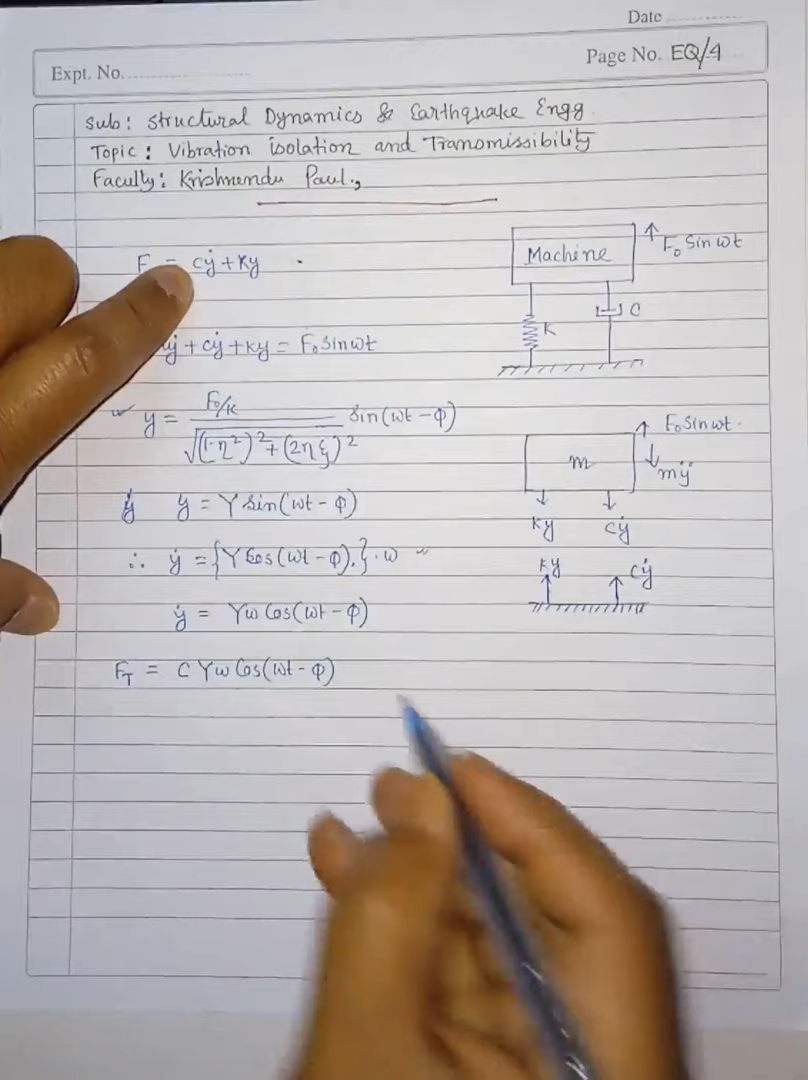 Date ..............
Expt. No. ..............................
Page No. EQ/4
Sub: Structural Dynamics & Earthquake Engg.
Topic: Vibration isolation and Transmissibility
Faculty: Krishnendu Paul.,
F = cẏ + ky
Machine
F₀ sin ωt
K
C
ÿ + cẏ + ky = F₀ sin ωt
y = F₀/K / √(1-η²)² + (2ηξ)² sin(ωt - φ)
F₀ sin ωt.
m
mÿ
ky
cẏ
y = Y sin(ωt - φ)
∴ ẏ = {Y Cos(ωt - φ).} . ω
ky
cẏ
ẏ = Yω Cos(ωt - φ)
F_T = C Yω Cos(ωt - φ)